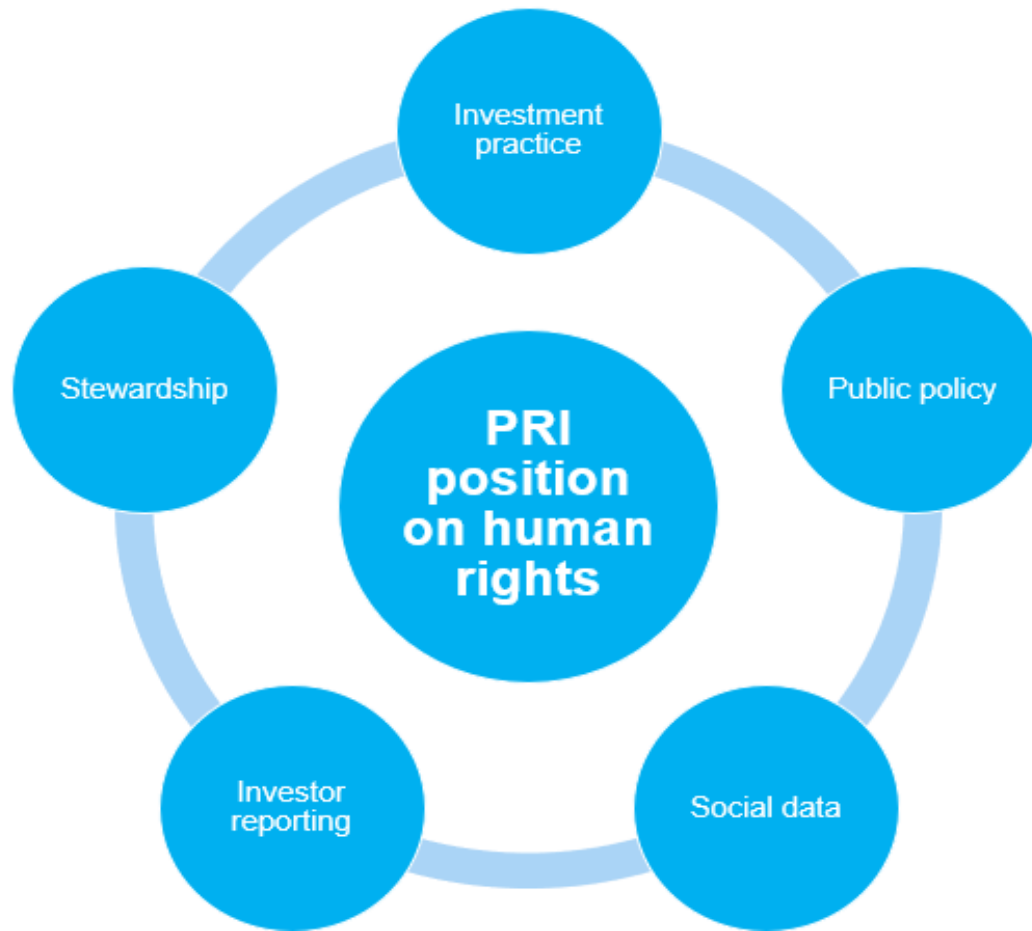 Investment
practice
Stewardship
Public policy
PRI
position
on human
rights
Investor
reporting
Social data